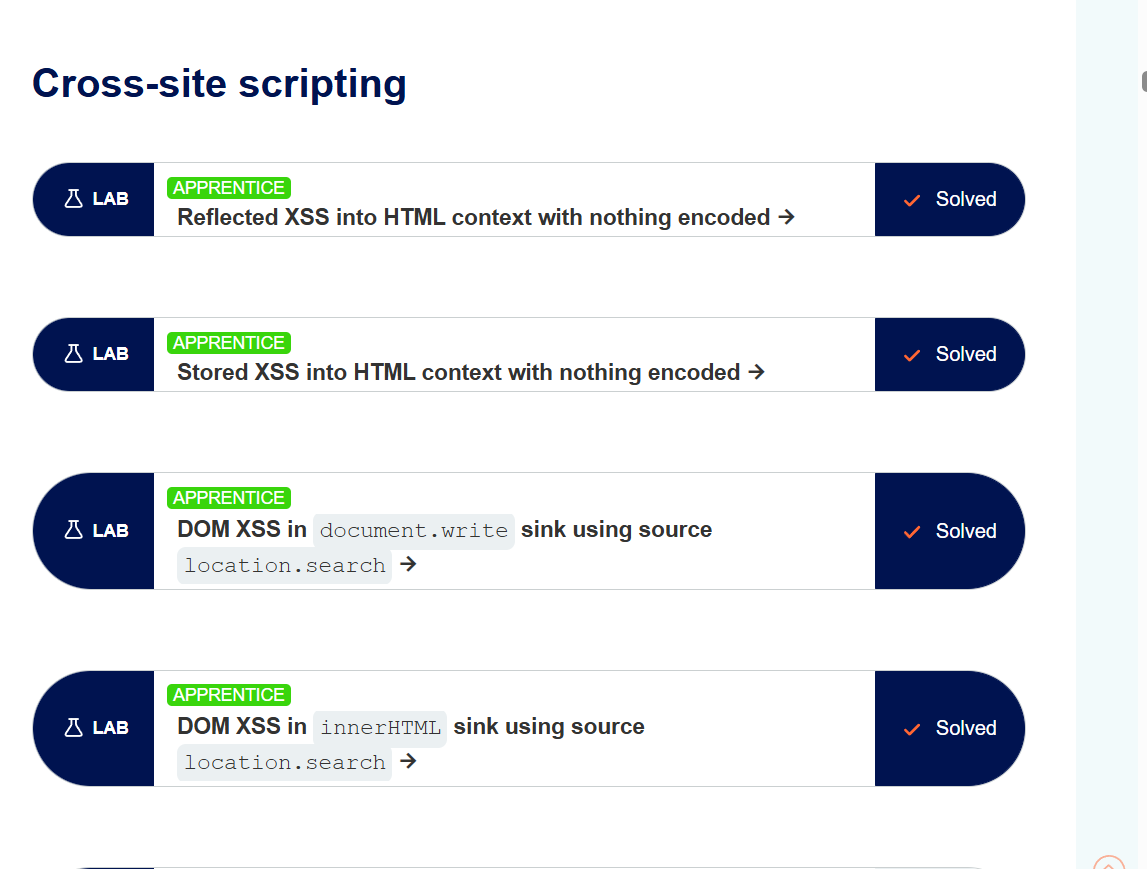 Cross-site scripting
LAB
APPRENTICE
Reflected XSS into HTML context with nothing encoded →
Solved
LAB
APPRENTICE
Stored XSS into HTML context with nothing encoded →
Solved
LAB
APPRENTICE
DOM XSS in document.write sink using source
location.search →
Solved
LAB
APPRENTICE
DOM XSS in innerHTML sink using source
location.search →
Solved